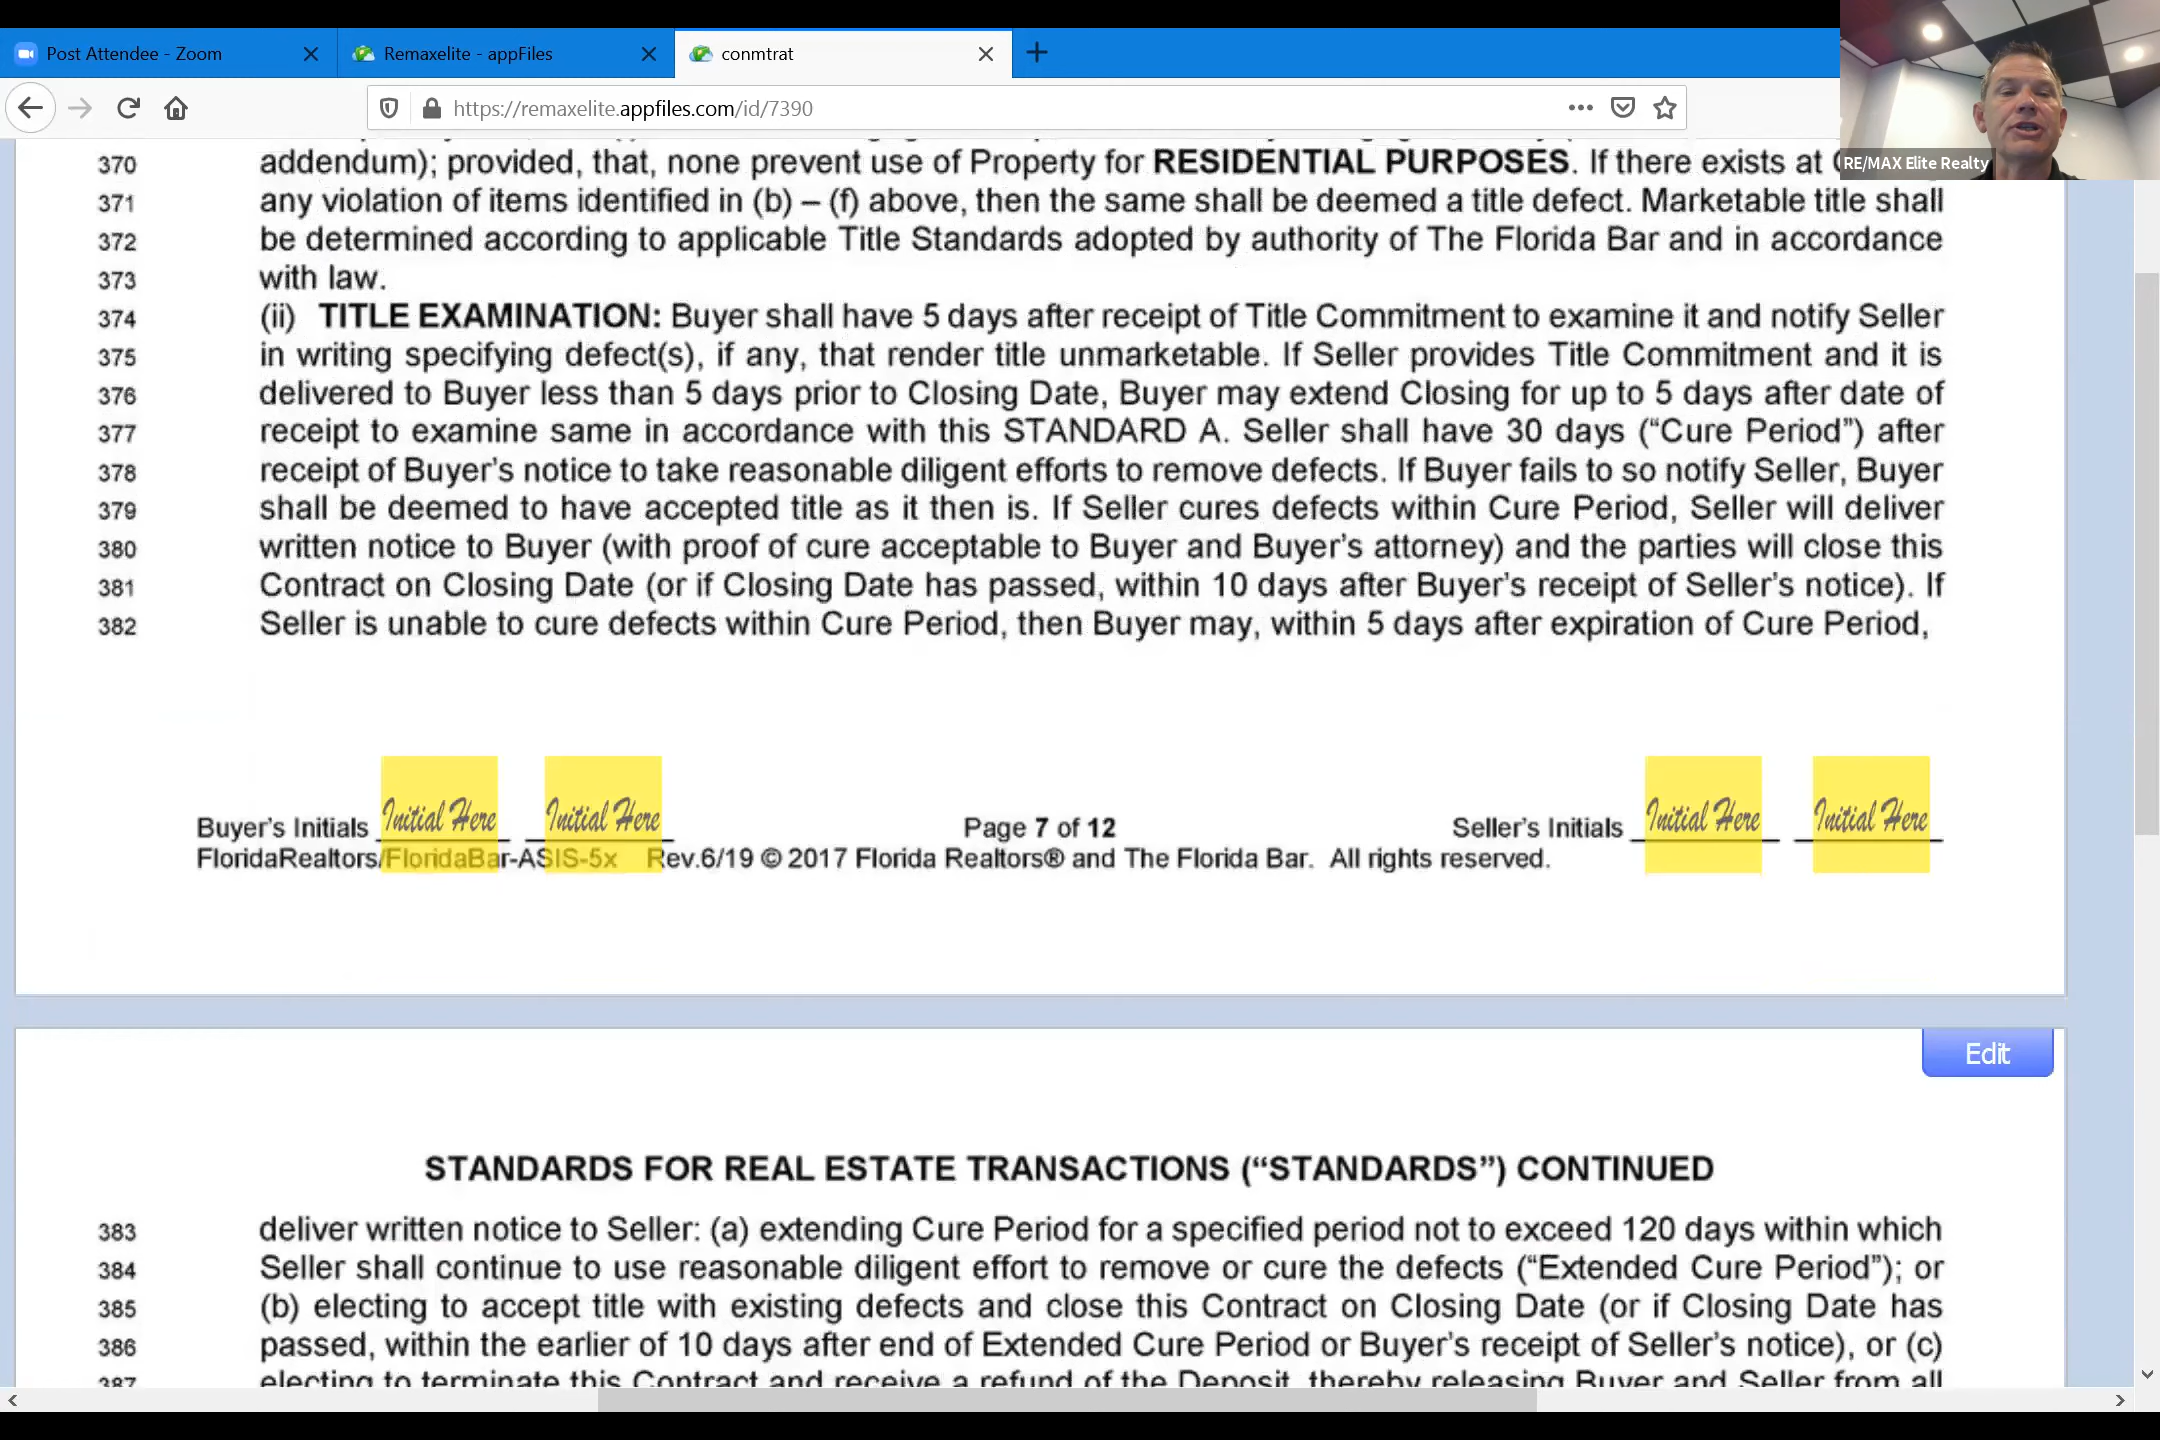 Post Attendee - Zoom
Remaxelite - appFiles
conmtrat
https://remaxelite.appfiles.com/id/7390
RE/MAX Elite Realty
370 addendum); provided, that, none prevent use of Property for RESIDENTIAL PURPOSES. If there exists at
371 any violation of items identified in (b) – (f) above, then the same shall be deemed a title defect. Marketable title shall
372 be determined according to applicable Title Standards adopted by authority of The Florida Bar and in accordance
373 with law.
374 (ii) TITLE EXAMINATION: Buyer shall have 5 days after receipt of Title Commitment to examine it and notify Seller
375 in writing specifying defect(s), if any, that render title unmarketable. If Seller provides Title Commitment and it is
376 delivered to Buyer less than 5 days prior to Closing Date, Buyer may extend Closing for up to 5 days after date of
377 receipt to examine same in accordance with this STANDARD A. Seller shall have 30 days (“Cure Period”) after
378 receipt of Buyer’s notice to take reasonable diligent efforts to remove defects. If Buyer fails to so notify Seller, Buyer
379 shall be deemed to have accepted title as it then is. If Seller cures defects within Cure Period, Seller will deliver
380 written notice to Buyer (with proof of cure acceptable to Buyer and Buyer’s attorney) and the parties will close this
381 Contract on Closing Date (or if Closing Date has passed, within 10 days after Buyer’s receipt of Seller’s notice). If
382 Seller is unable to cure defects within Cure Period, then Buyer may, within 5 days after expiration of Cure Period,
Buyer’s Initials Initial Here Initial Here Page 7 of 12 Seller’s Initials Initial Here Initial Here
FloridaRealtors/FloridaBar-ASIS-5x Rev.6/19 © 2017 Florida Realtors® and The Florida Bar. All rights reserved.
Edit
STANDARDS FOR REAL ESTATE TRANSACTIONS (“STANDARDS”) CONTINUED
383 deliver written notice to Seller: (a) extending Cure Period for a specified period not to exceed 120 days within which
384 Seller shall continue to use reasonable diligent effort to remove or cure the defects (“Extended Cure Period”); or
385 (b) electing to accept title with existing defects and close this Contract on Closing Date (or if Closing Date has
386 passed, within the earlier of 10 days after end of Extended Cure Period or Buyer’s receipt of Seller’s notice), or (c)
387 electing to terminate this Contract and receive a refund of the Deposit, thereby releasing Buyer and Seller from all